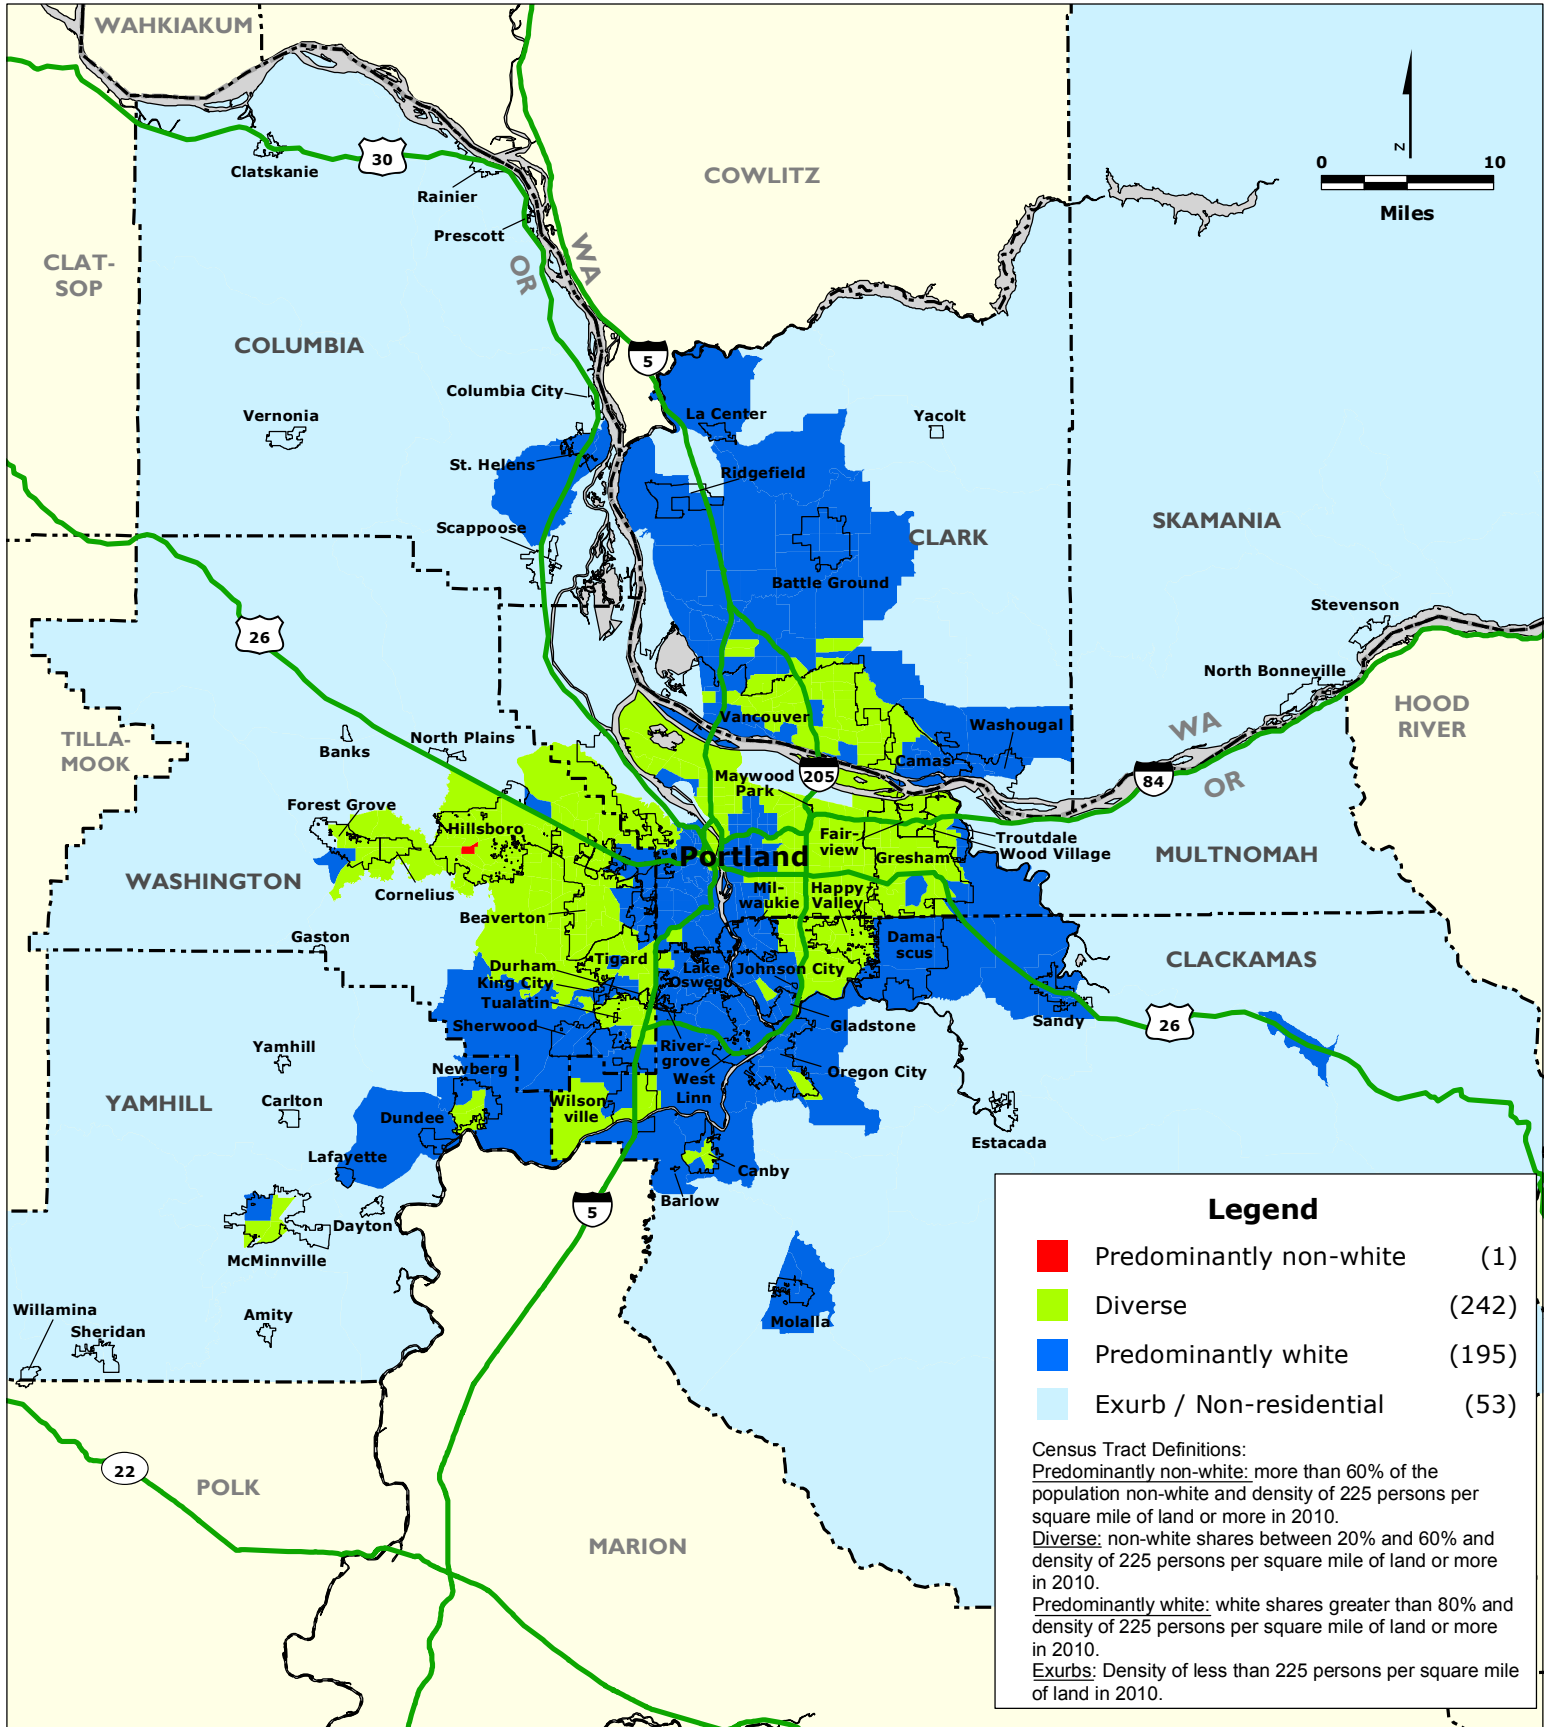 WAHKIAKUM
30
Clatskanie
Rainier
Prescott
COWLITZ
N
0 10
Miles
CLAT-
SOP
WA
OR
COLUMBIA
5
Columbia City
Vernonia
La Center
Yacolt
St. Helens
Ridgefield
Scappoose
CLARK
SKAMANIA
Battle Ground
Stevenson
26
North Bonneville
HOOD
RIVER
TILLA-
MOOK
Banks
North Plains
Vancouver
Washougal
WA
OR
Camas
84
205
Maywood
Park
Forest Grove
Hillsboro
Portland
Fair-
view
Troutdale
Wood Village
Gresham
MULTNOMAH
WASHINGTON
Cornelius
Mil-
waukie
Happy
Valley
Beaverton
Gaston
Dama-
scus
CLACKAMAS
Tigard
Durham
King City
Tualatin
Lake
Oswego
Johnson City
Sherwood
Gladstone
Sandy
26
Yamhill
River-
grove
West
Linn
Oregon City
Newberg
YAMHILL
Carlton
Wilson
ville
Dundee
Estacada
Lafayette
Canby
Barlow
5
Dayton
McMinnville
Willamina
Sheridan
Amity
Molalla
22
POLK
MARION
Legend
Predominantly non-white (1)
Diverse (242)
Predominantly white (195)
Exurb / Non-residential (53)
Census Tract Definitions:
Predominantly non-white: more than 60% of the
population non-white and density of 225 persons per
square mile of land or more in 2010.
Diverse: non-white shares between 20% and 60% and
density of 225 persons per square mile of land or more
in 2010.
Predominantly white: white shares greater than 80% and
density of 225 persons per square mile of land or more
in 2010.
Exurbs: Density of less than 225 persons per square mile
of land in 2010.